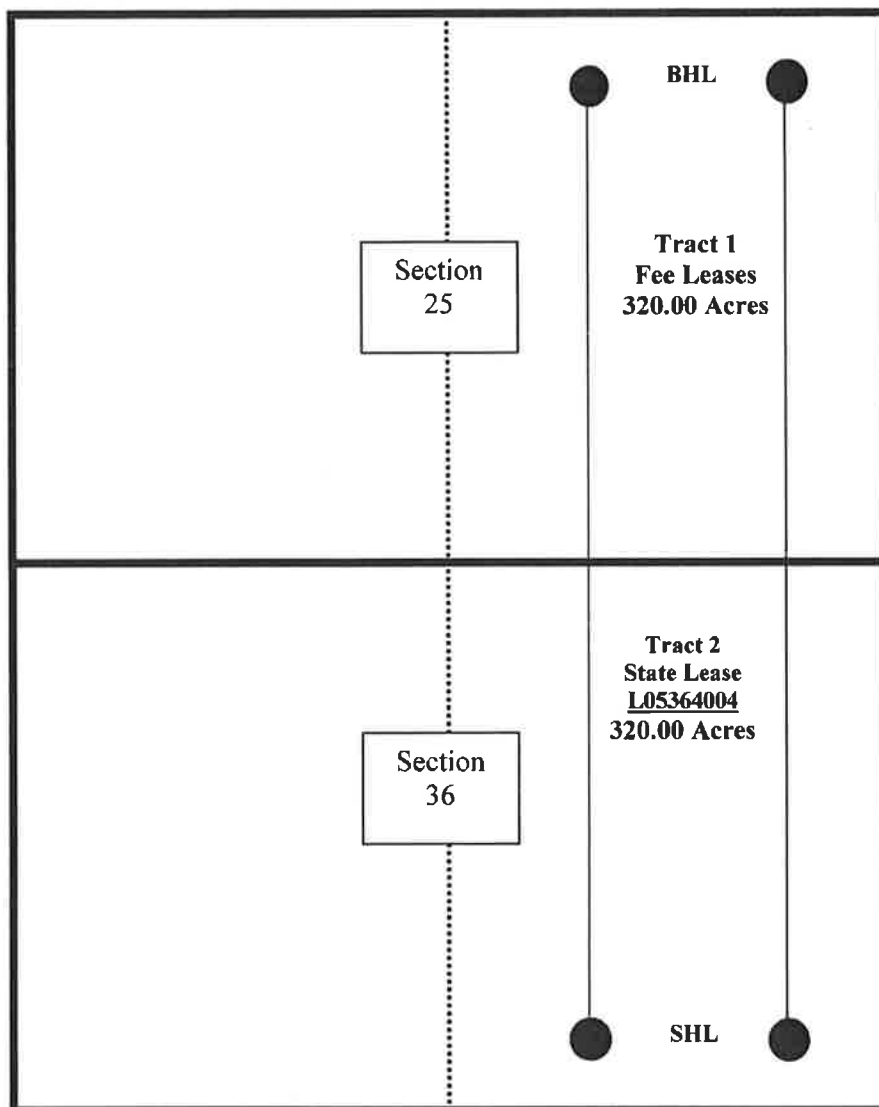 BHL
Tract 1
Fee Leases
320.00 Acres
Section
25
Tract 2
State Lease
L05364004
320.00 Acres
Section
36
SHL